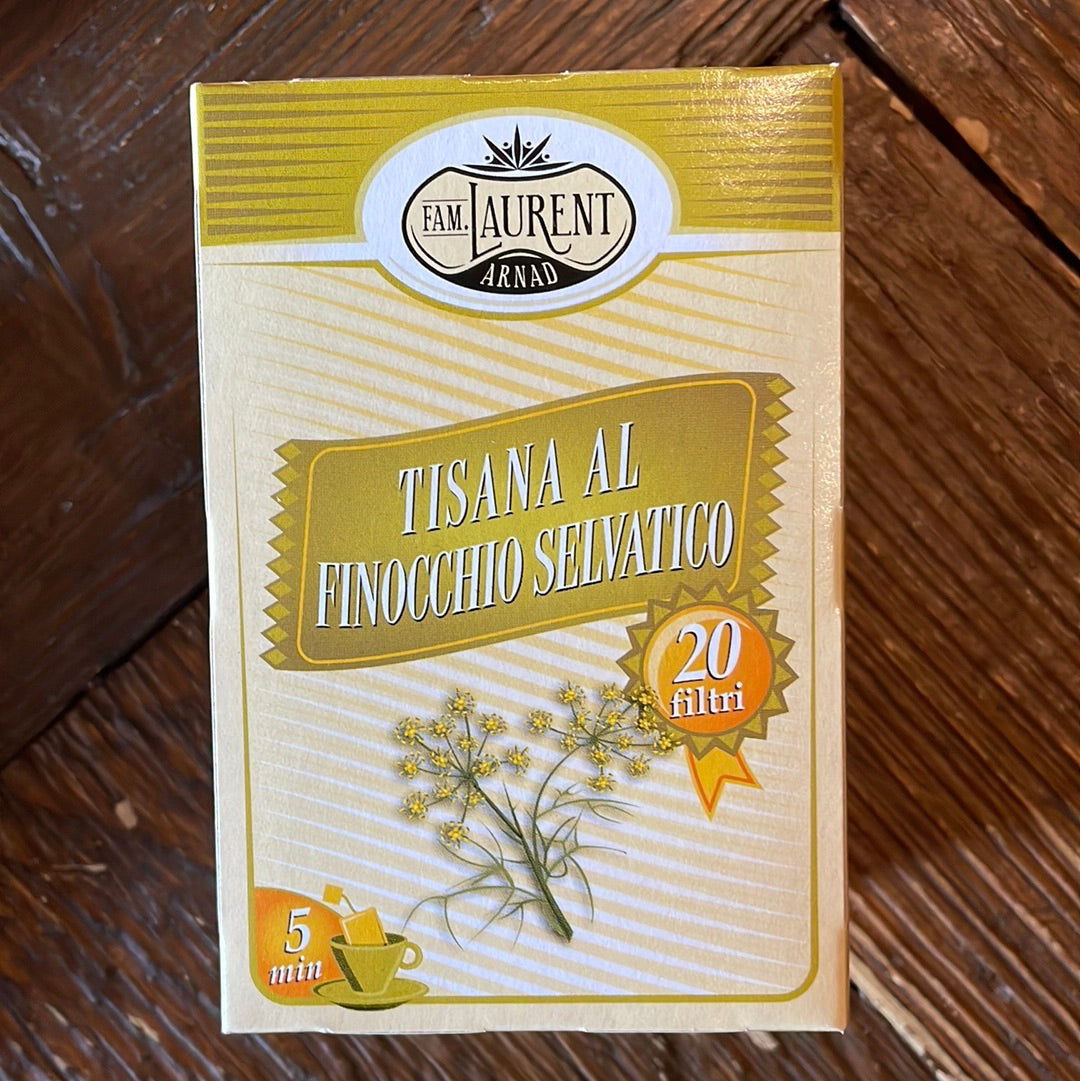 FAM. LAURENT
ARNAD
TISANA AL
FINOCCHIO SELVATICO
20
filtri
5
min